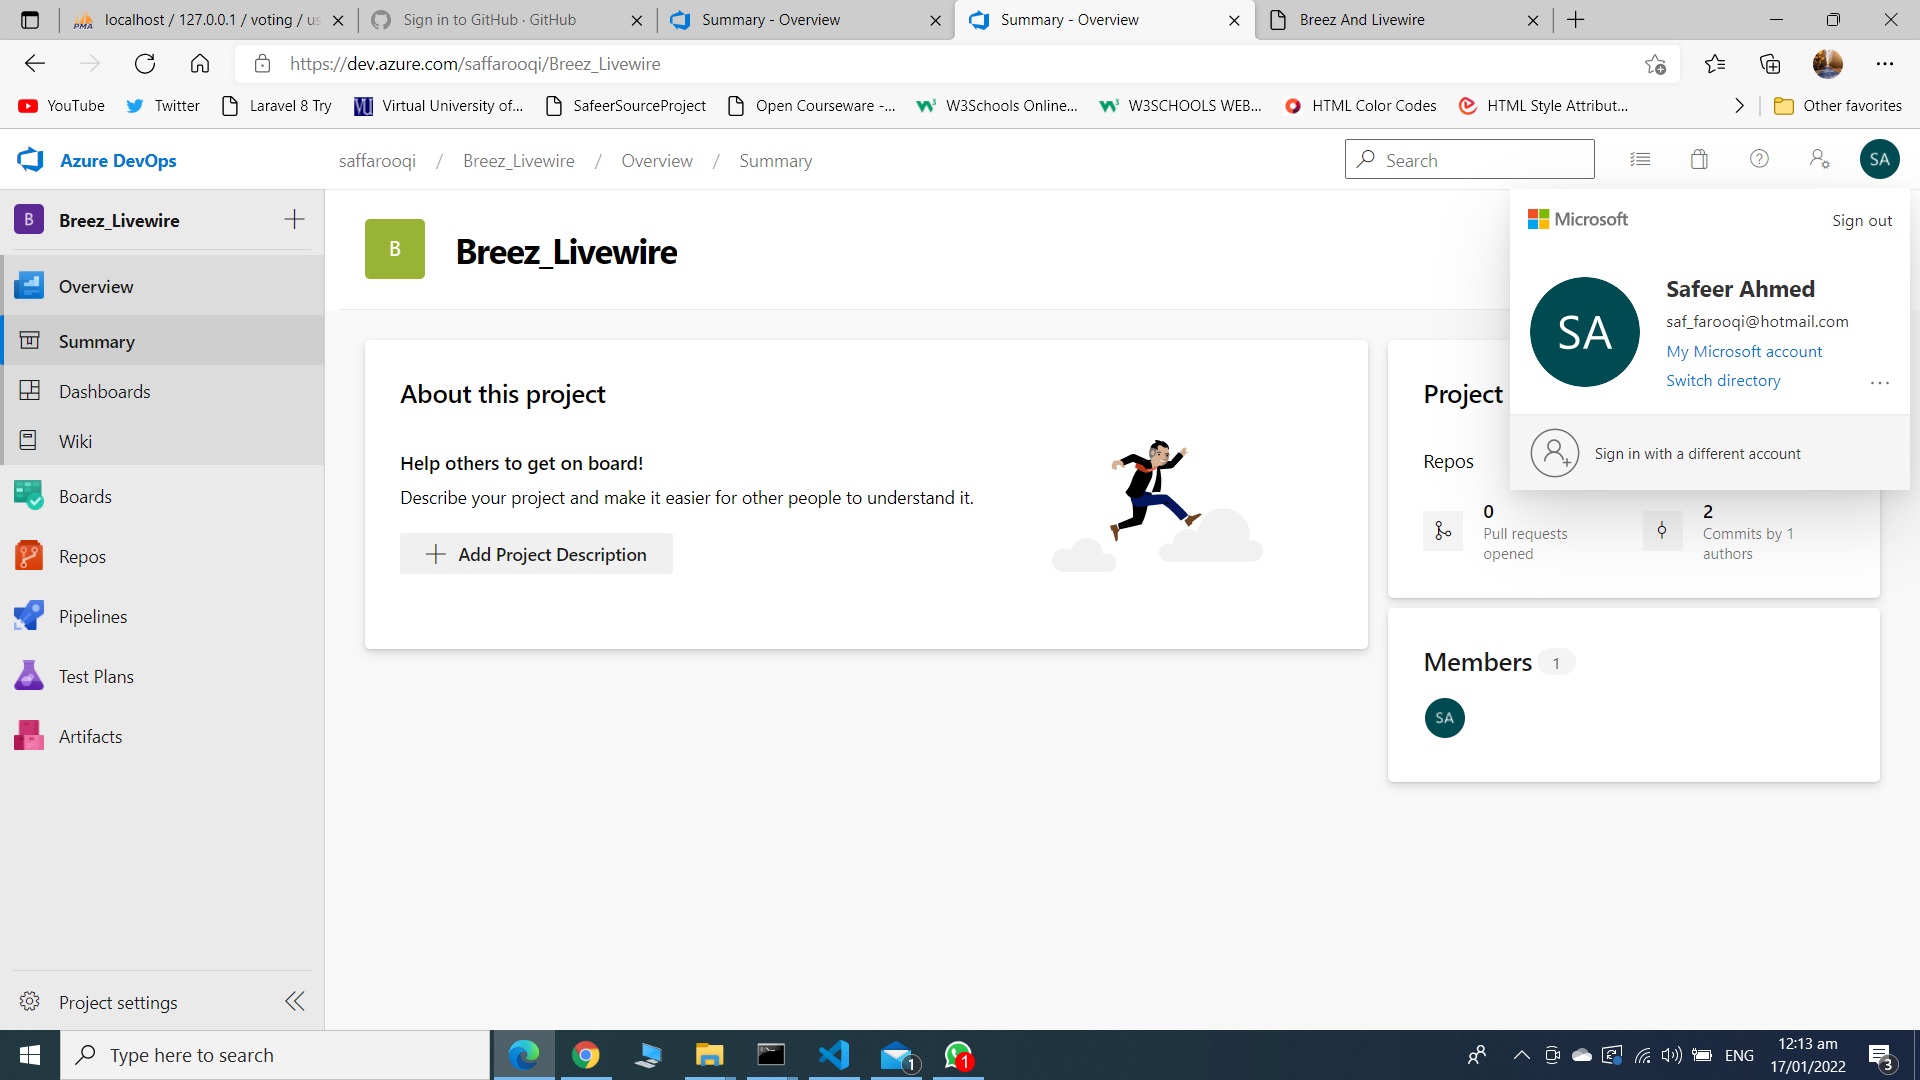 localhost / 127.0.0.1 / voting / us
Sign in to GitHub · GitHub
Summary - Overview
Summary - Overview
Breez And Livewire
https://dev.azure.com/saffarooqi/Breez_Livewire
YouTube
Twitter
Laravel 8 Try
Virtual University of...
SafeerSourceProject
Open Courseware -...
W3Schools Online...
W3SCHOOLS WEB...
HTML Color Codes
HTML Style Attribut...
Other favorites
Azure DevOps
saffarooqi / Breez_Livewire / Overview / Summary
Search
SA
B
Breez_Livewire
Overview
Summary
Dashboards
Wiki
Boards
Repos
Pipelines
Test Plans
Artifacts
Project settings
B
Breez_Livewire
About this project
Help others to get on board!
Describe your project and make it easier for other people to understand it.
Add Project Description
Microsoft
Sign out
SA
Safeer Ahmed
saf_farooqi@hotmail.com
My Microsoft account
Switch directory
Sign in with a different account
Project
Repos
0
Pull requests
opened
2
Commits by 1
authors
Members 1
SA
Type here to search
1
1
ENG
12:13 am
17/01/2022
3